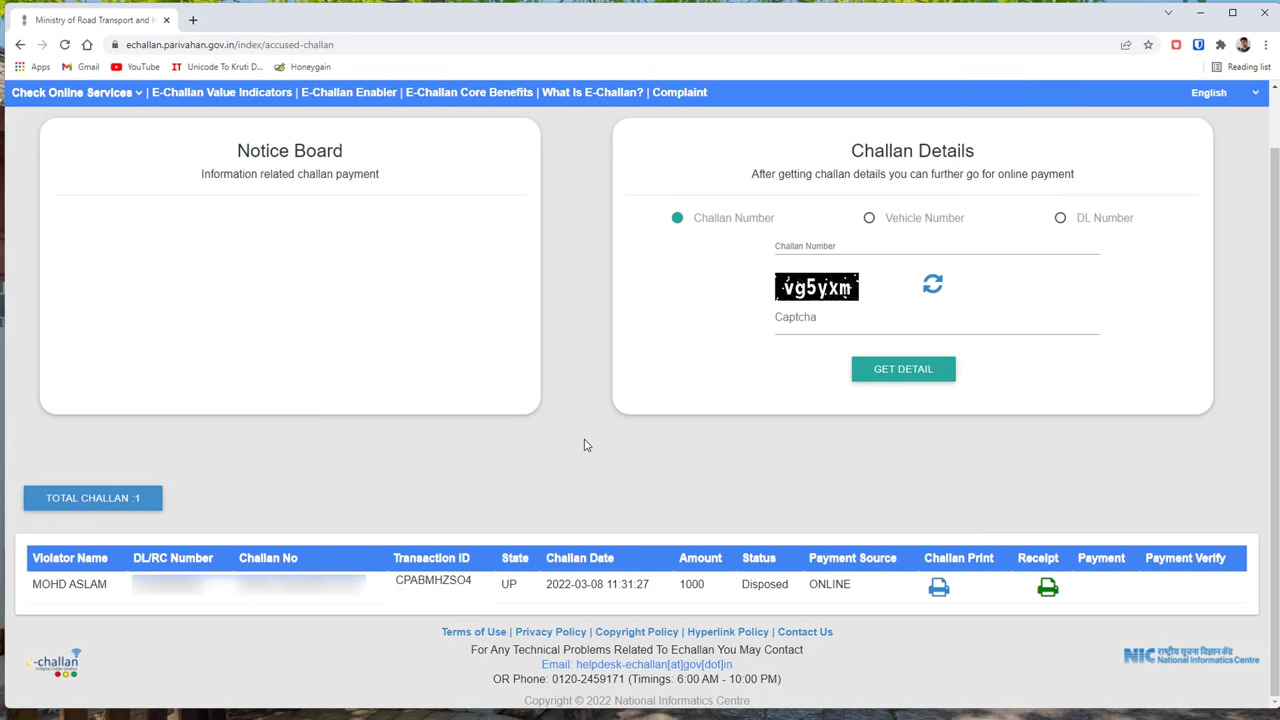 Ministry of Road Transport and H
echallan.parivahan.gov.in/index/accused-challan
Apps Gmail YouTube Unicode To Kruti D... Honeygain Reading list
Check Online Services | E-Challan Value Indicators | E-Challan Enabler | E-Challan Core Benefits | What Is E-Challan? | Complaint English
Notice Board
Information related challan payment
Challan Details
After getting challan details you can further go for online payment
Challan Number Vehicle Number DL Number
Challan Number
vg5yxm
Captcha
GET DETAIL
TOTAL CHALLAN :1
Violator Name DL/RC Number Challan No Transaction ID State Challan Date Amount Status Payment Source Challan Print Receipt Payment Payment Verify
MOHD ASLAM CPABMHZSO4 UP 2022-03-08 11:31:27 1000 Disposed ONLINE
Terms of Use | Privacy Policy | Copyright Policy | Hyperlink Policy | Contact Us
For Any Technical Problems Related To Echallan You May Contact
Email: helpdesk-echallan[at]gov[dot]in
OR Phone: 0120-2459171 (Timings: 6:00 AM - 10:00 PM)
Copyright © 2022 National Informatics Centre
e-challan
NIC राष्ट्रीय सूचना विज्ञान केंद्र
National Informatics Centre